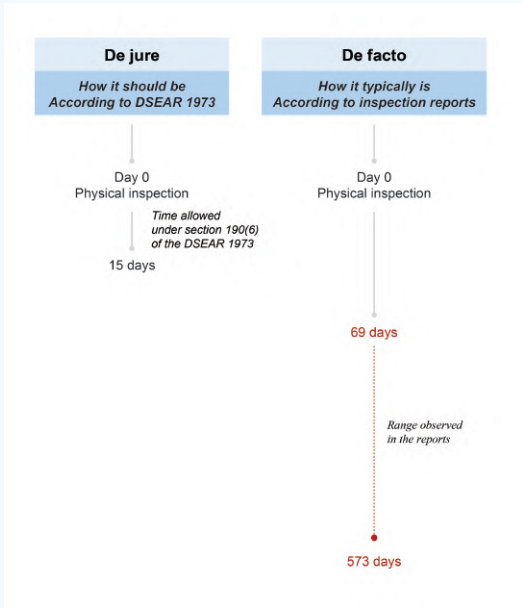 De jure
How it should be
According to DSEAR 1973
Day 0
Physical inspection
Time allowed
under section 190(6)
of the DSEAR 1973
15 days
De facto
How it typically is
According to inspection reports
Day 0
Physical inspection
69 days
Range observed
in the reports
573 days